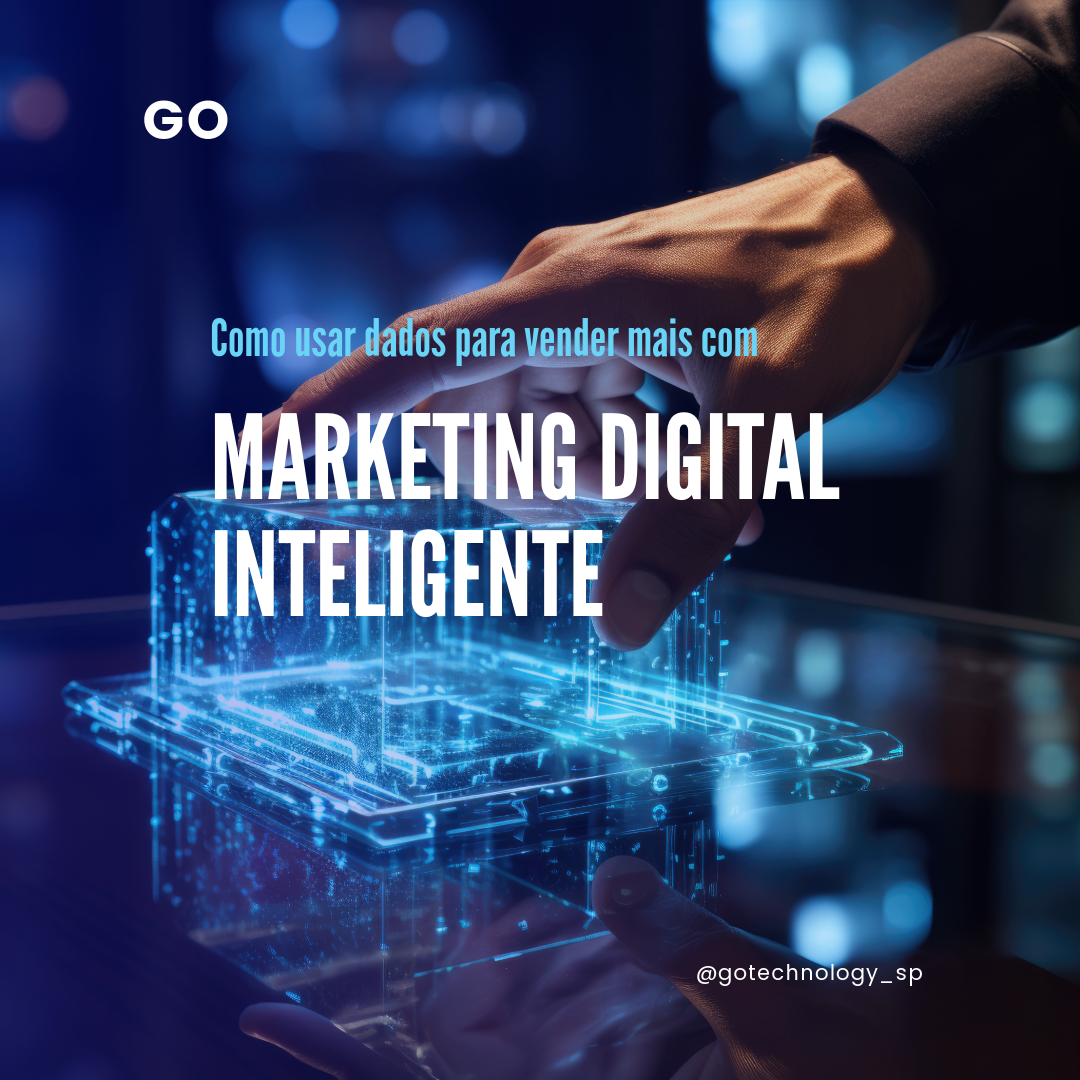 GO
Como usar dados para vender mais com
MARKETING DIGITAL
INTELIGENTE
@gotechnology_sp